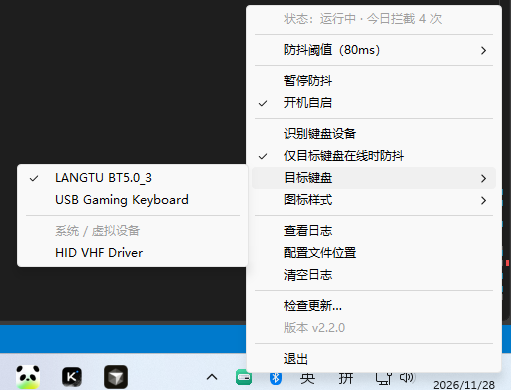 状态：运行中 · 今日拦截 4 次
防抖阈值（80ms）
暂停防抖
开机自启
识别键盘设备
仅目标键盘在线时防抖
目标键盘
图标样式
查看日志
配置文件位置
清空日志
检查更新...
版本 v2.2.0
退出
LANGTU BT5.0_3
USB Gaming Keyboard
系统 / 虚拟设备
HID VHF Driver
K
英
拼
2026/11/28